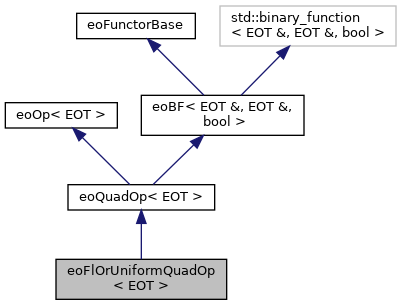 eoFunctorBase
std::binary_function
< EOT &, EOT &, bool >
eoOp< EOT >
eoBF< EOT &, EOT &,
bool >
eoQuadOp< EOT >
eoFlOrUniformQuadOp
< EOT >